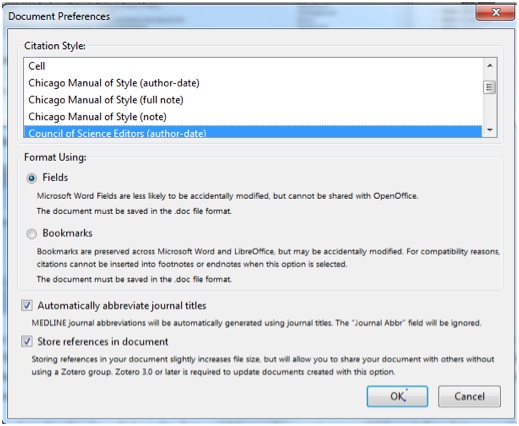 Document Preferences
Citation Style:
Cell
Chicago Manual of Style (author-date)
Chicago Manual of Style (full note)
Chicago Manual of Style (note)
Council of Science Editors (author-date)
Format Using:
Fields
Microsoft Word Fields are less likely to be accidentally modified, but cannot be shared with OpenOffice.
The document must be saved in the .doc file format.
Bookmarks
Bookmarks are preserved across Microsoft Word and LibreOffice, but may be accidentally modified. For compatibility reasons,
citations cannot be inserted into footnotes or endnotes when this option is selected.
The document must be saved in the .doc file format.
Automatically abbreviate journal titles
MEDLINE journal abbreviations will be automatically generated using journal titles. The "Journal Abbr" field will be ignored.
Store references in document
Storing references in your document slightly increases file size, but will allow you to share your document with others without
using a Zotero group. Zotero 3.0 or later is required to update documents created with this option.
OK Cancel